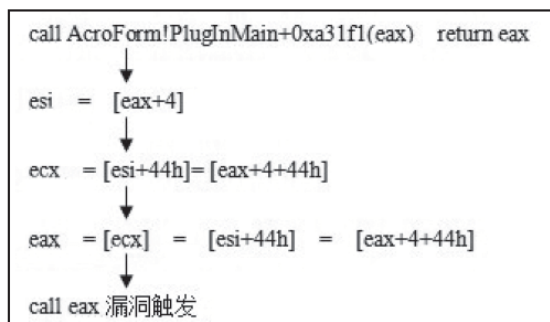 call AcroForm!PlugInMain+0xa31f1(eax) return eax
esi = [eax+4]
ecx = [esi+44h]= [eax+4+44h]
eax = [ecx] = [esi+44h] = [eax+4+44h]
call eax 漏洞触发